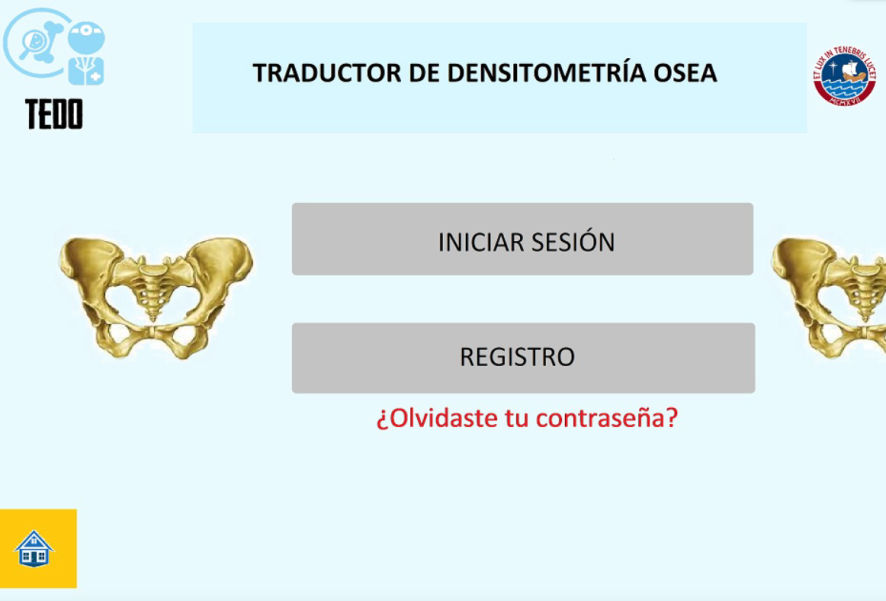 TEDO
TRADUCTOR DE DENSITOMETRÍA OSEA
ET LUX IN TENEBRIS LUCET
MCMXVII
INICIAR SESIÓN
REGISTRO
¿Olvidaste tu contraseña?